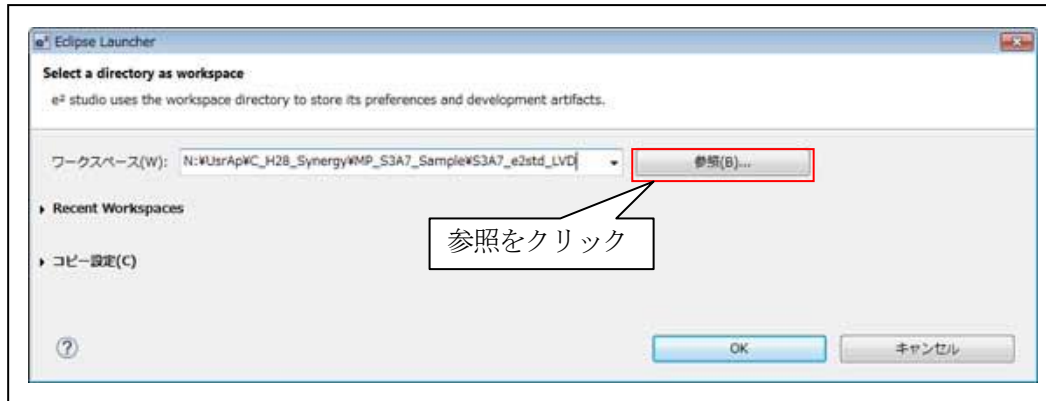 e² Eclipse Launcher
Select a directory as workspace
e² studio uses the workspace directory to store its preferences and development artifacts.
ワークスペース(W): N:¥UsrAp¥C_H28_Synergy¥MP_S3A7_Sample¥S3A7_e2std_LVD 参照(B)...
Recent Workspaces
参照をクリック
コピー設定(C)
? OK キャンセル